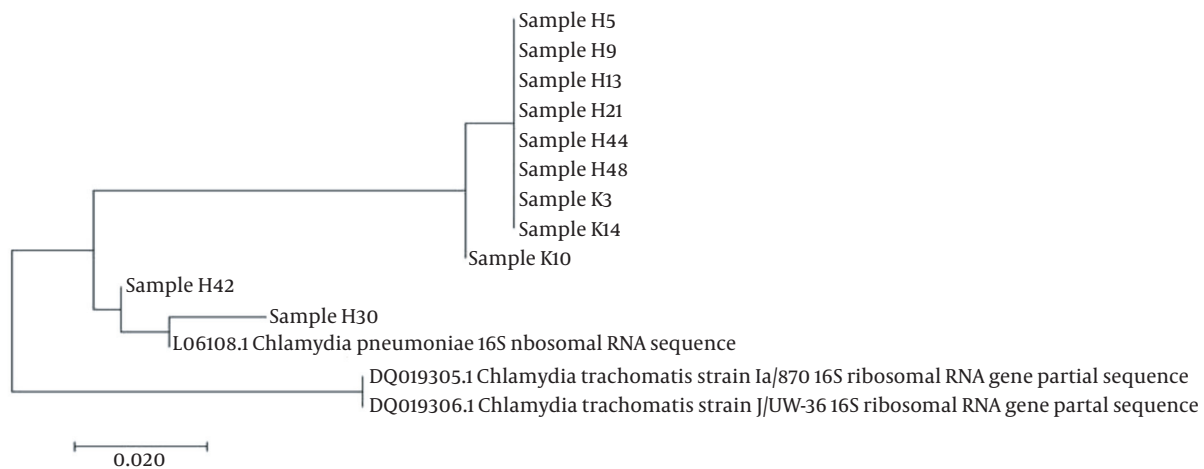 Sample H5
Sample H9
Sample H13
Sample H21
Sample H44
Sample H48
Sample K3
Sample K14
Sample K10
Sample H42
Sample H30
L06108.1 Chlamydia pneumoniae 16S nbosomal RNA sequence
DQ019305.1 Chlamydia trachomatis strain Ia/870 16S ribosomal RNA gene partial sequence
DQ019306.1 Chlamydia trachomatis strain J/UW-36 16S ribosomal RNA gene partal sequence
0.020